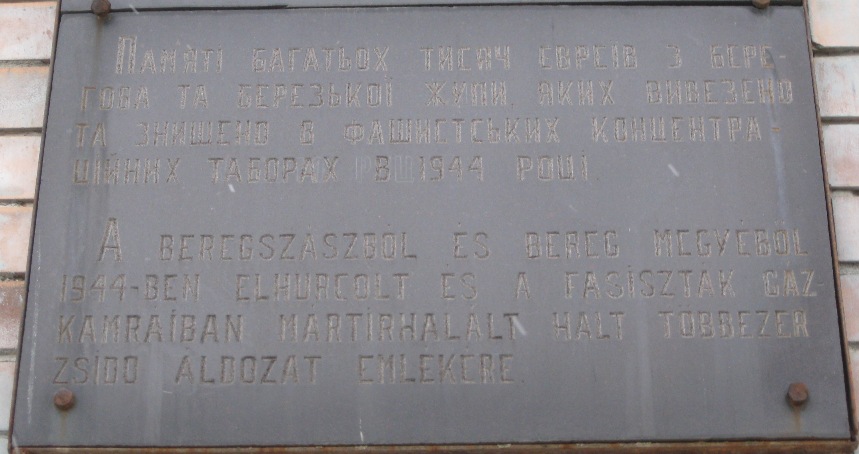 Пам'яті багатьох тисяч євреїв з Бере-
гова та Березької жупи, яких вивезено
та знищено в фашистських концентра-
ційних таборах в 1944 році.
A BEREGSZÁSZBÓL ÉS BEREG MEGYÉBŐL
1944-BEN ELHURCOLT ÉS A FASISZTÁK GÁZ
KAMRÁIBAN MÁRTÍRHALÁLT HALT TÖBBEZER
ZSIDÓ ÁLDOZAT EMLÉKÉRE.